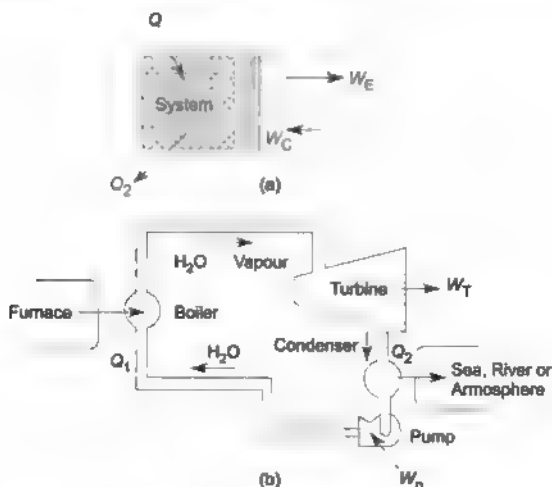 Q
W_E
System
W_C
Q_2
(a)
H_2O Vapour
Turbine
W_T
Furnace
Boiler
Condenser
Q_2
Q_1
H_2O
Sea, River or
Armosphere
Pump
W_p
(b)